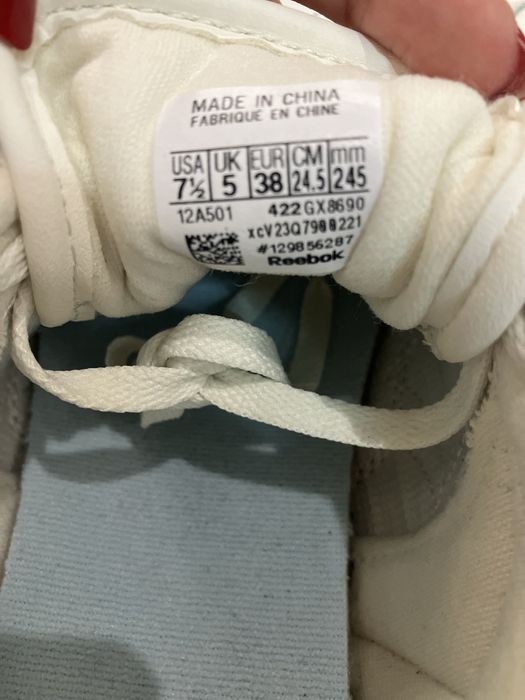 MADE IN CHINA
FABRIQUE EN CHINE
USA UK EUR CM mm
7½ 5 38 24.5 245
12A501 422 GX8690
#129856287
Reebok